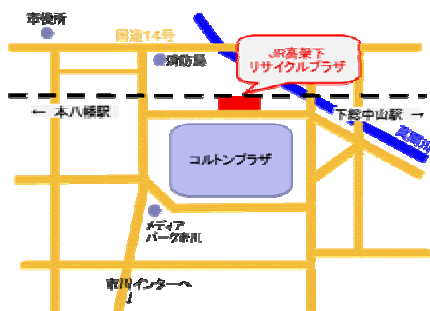 市役所
国道14号
消防局
JR高架下
リサイクルプラザ
← 本八幡駅
下総中山駅 →
真間川
コルトンプラザ
メディア
パーク市川
市川インターへ
↓